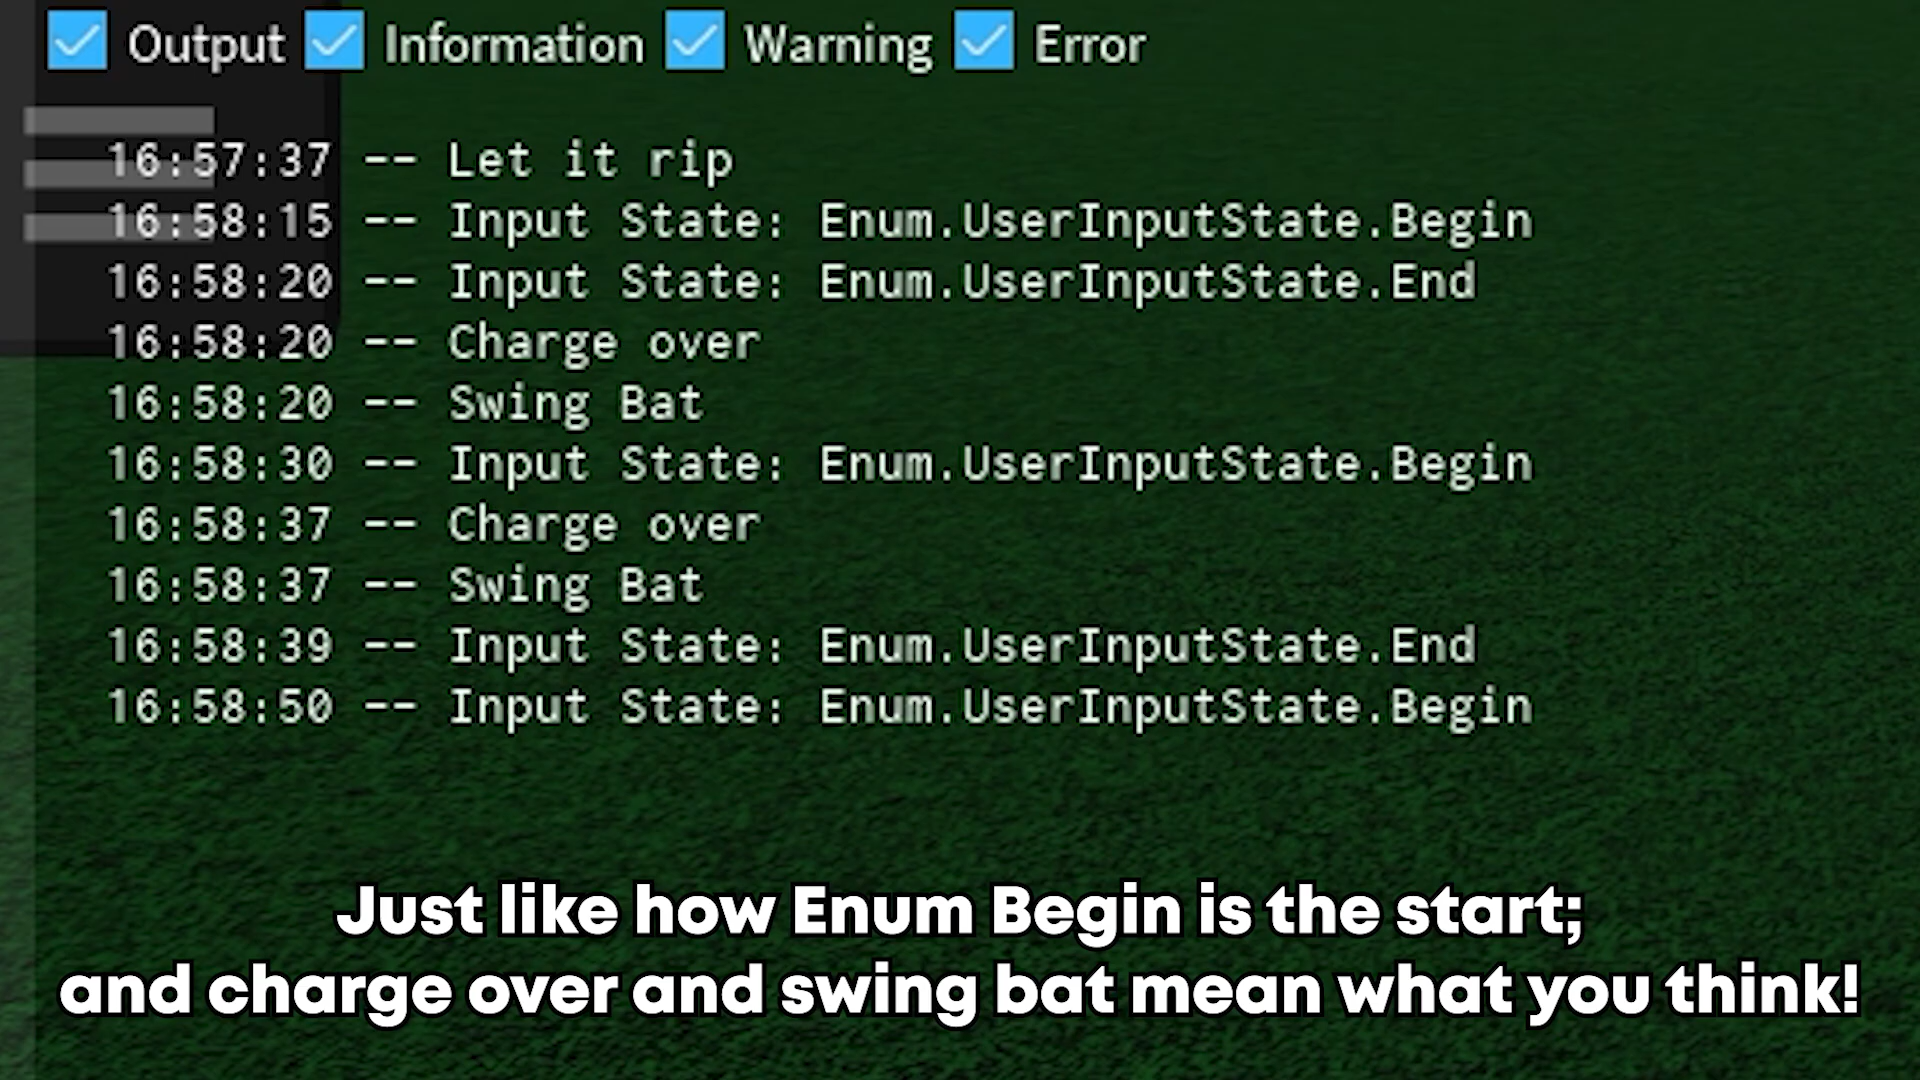 Output Information Warning Error
16:57:37 -- Let it rip
16:58:15 -- Input State: Enum.UserInputState.Begin
16:58:20 -- Input State: Enum.UserInputState.End
16:58:20 -- Charge over
16:58:20 -- Swing Bat
16:58:30 -- Input State: Enum.UserInputState.Begin
16:58:37 -- Charge over
16:58:37 -- Swing Bat
16:58:39 -- Input State: Enum.UserInputState.End
16:58:50 -- Input State: Enum.UserInputState.Begin
Just like how Enum Begin is the start;
and charge over and swing bat mean what you think!